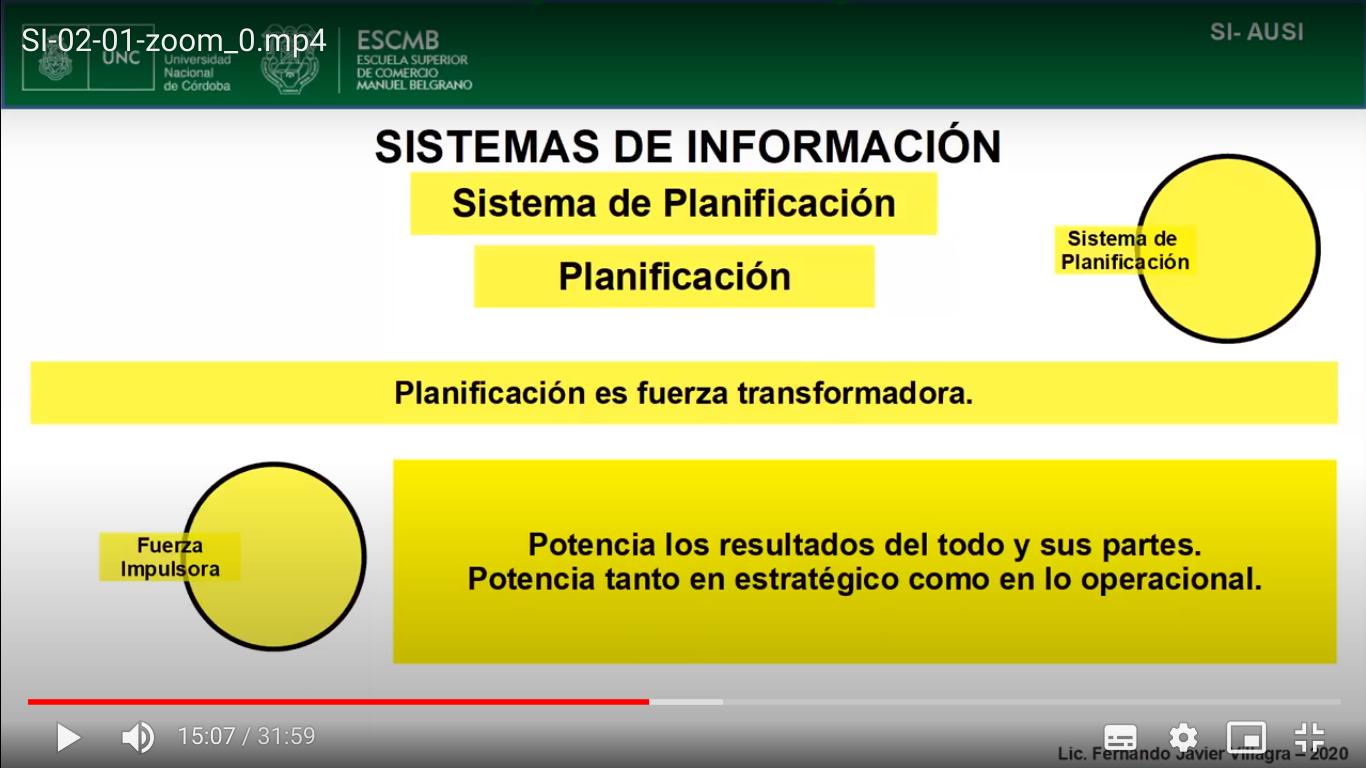 SI-02-01-zoom_0.mp4
UNC
Universidad
Nacional
de Córdoba
ESCMB
ESCUELA SUPERIOR
DE COMERCIO
MANUEL BELGRANO
SI- AUSI
SISTEMAS DE INFORMACIÓN
Sistema de Planificación
Planificación
Sistema de
Planificación
Planificación es fuerza transformadora.
Fuerza
Impulsora
Potencia los resultados del todo y sus partes.
Potencia tanto en estratégico como en lo operacional.
15:07 / 31:59
Lic. Fernando Javier Villagra – 2020